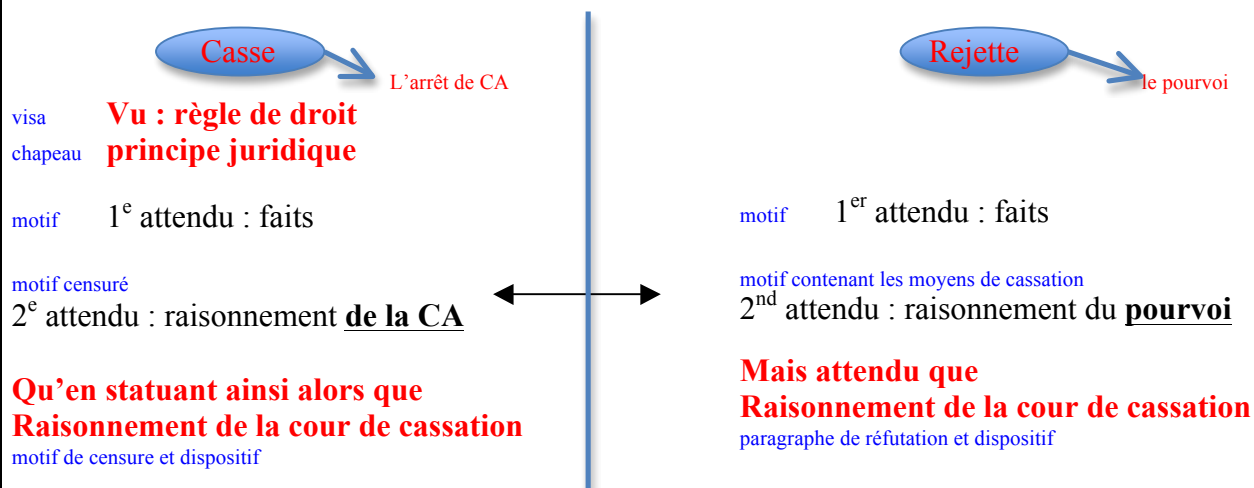 Casse
L'arrêt de CA
visa Vu : règle de droit
chapeau principe juridique
motif 1e attendu : faits
motif censuré
2e attendu : raisonnement de la CA
Qu'en statuant ainsi alors que
Raisonnement de la cour de cassation
motif de censure et dispositif
Rejette
le pourvoi
motif 1er attendu : faits
motif contenant les moyens de cassation
2nd attendu : raisonnement du pourvoi
Mais attendu que
Raisonnement de la cour de cassation
paragraphe de réfutation et dispositif